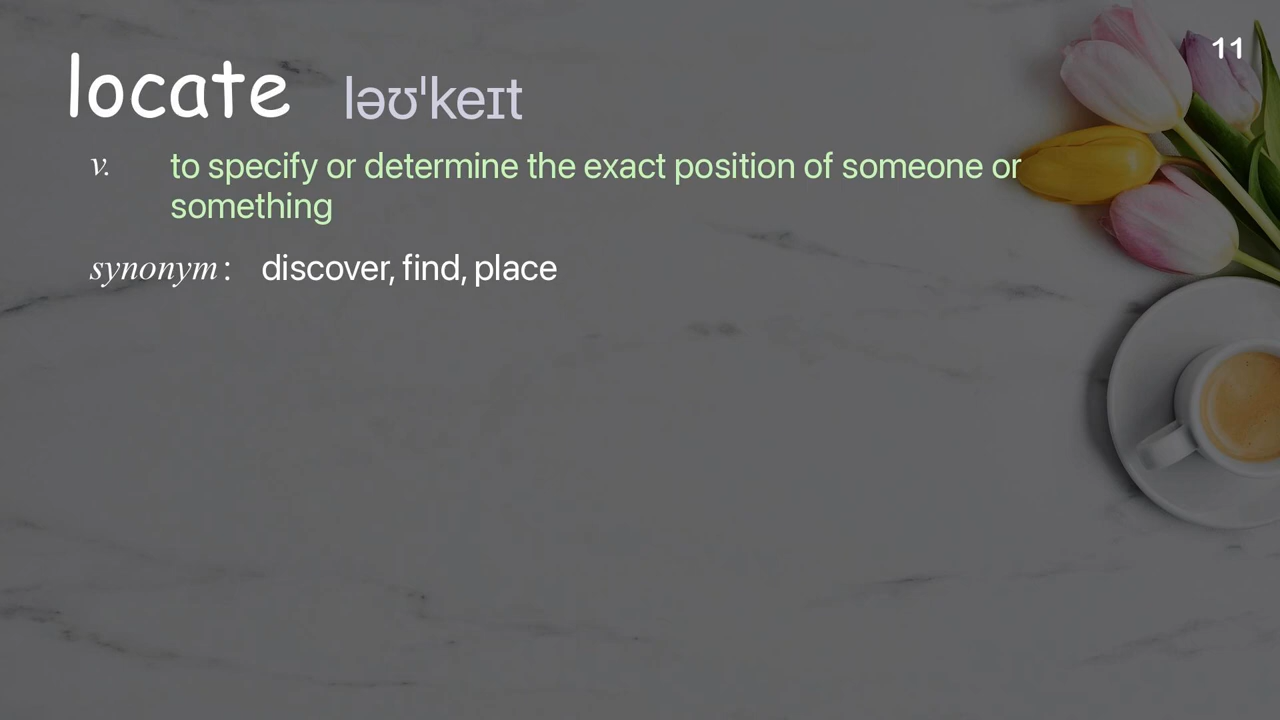 11
locate ləʊˈkeɪt
v. to specify or determine the exact position of someone or
something
synonym: discover, find, place